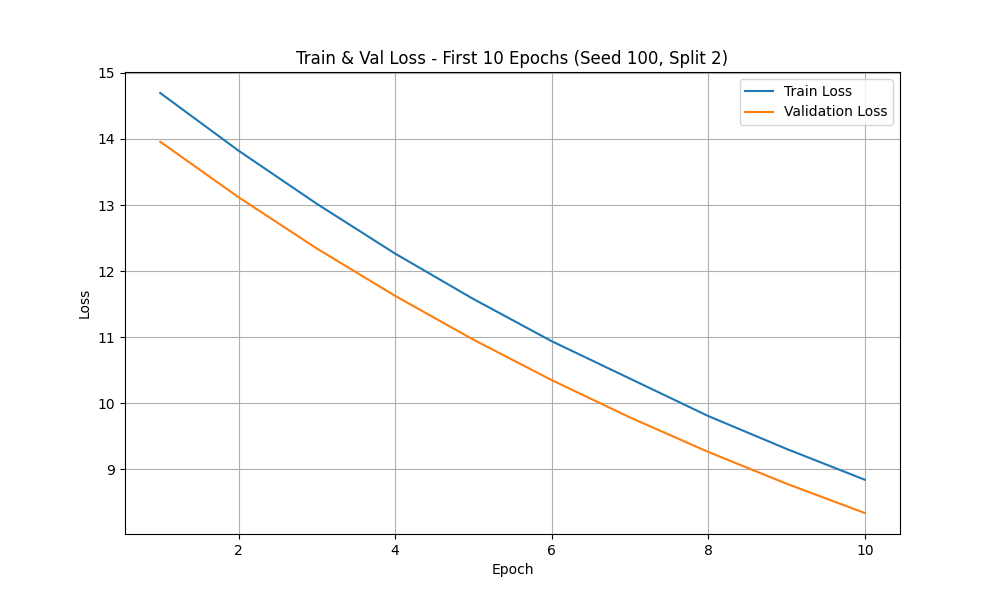 Train & Val Loss - First 10 Epochs (Seed 100, Split 2)
Train Loss
Validation Loss
15
14
13
12
11
10
9
Loss
2
4
6
8
10
Epoch